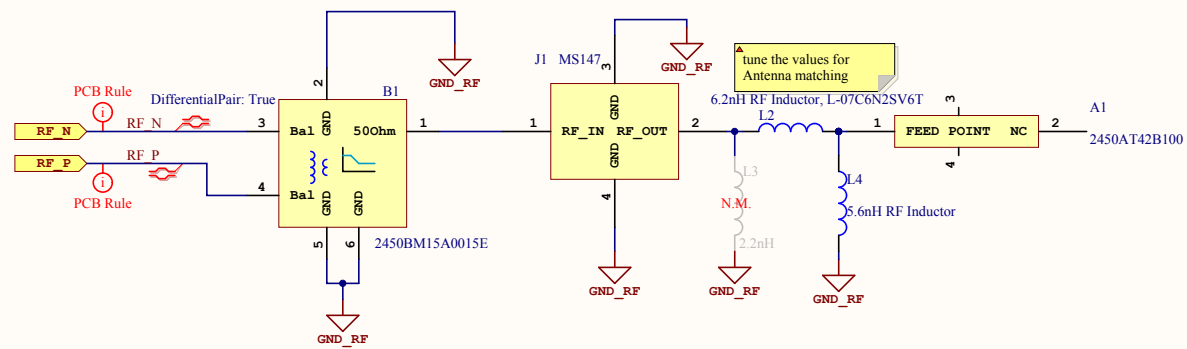 GND_RF
J1 MS147
3
GND_RF
tune the values for
Antenna matching
PCB Rule
i
DifferentialPair: True
2
GND
B1
6.2nH RF Inductor, L-07C6N2SV6T
L2
3
A1
RF_N
RF_N
3
Bal
50Ohm
1
1
GND
RF_IN
RF_OUT
2
1
FEED POINT
NC
2
2450AT42B100
RF_P
RF_P
4
Bal
GND
GND
GND
4
i
PCB Rule
L3
N.M.
2.2nH
L4
5.6nH RF Inductor
4
5
6
2450BM15A0015E
GND_RF
GND_RF
GND_RF
GND_RF